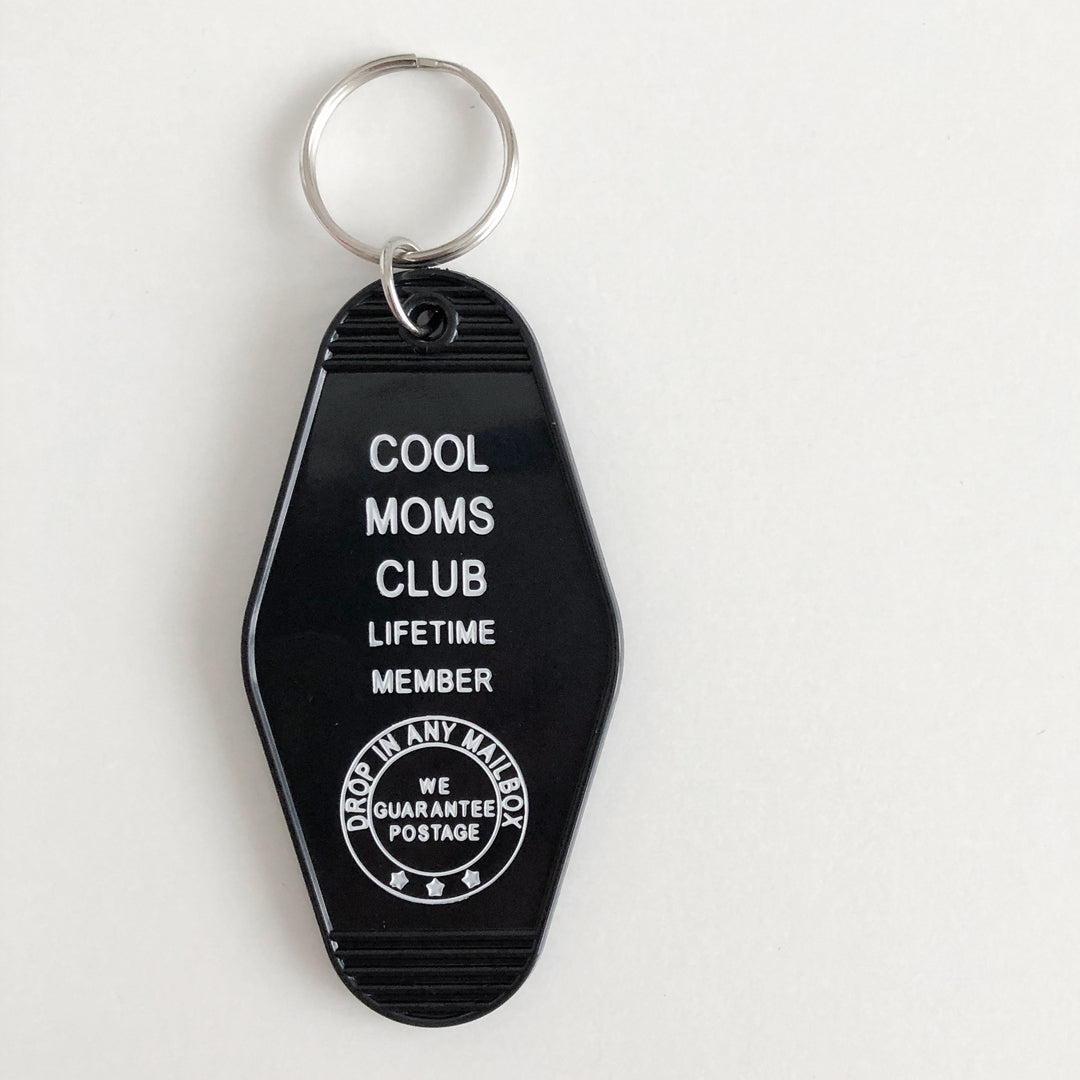 COOL
MOMS
CLUB
LIFETIME
MEMBER
DROP IN ANY MAILBOX
WE
GUARANTEE
POSTAGE